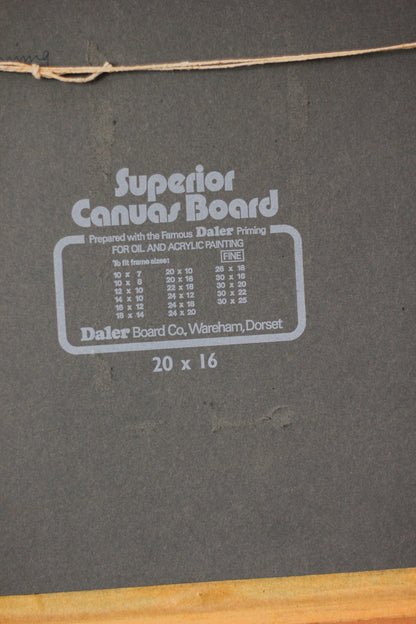 Superior
Canvas Board
Prepared with the Famous Daler Priming
FOR OIL AND ACRYLIC PAINTING
To fit frame sizes: FINE
10 x 7 20 x 10 26 x 18
10 x 8 20 x 16 30 x 16
12 x 10 22 x 18 30 x 20
14 x 10 24 x 12 30 x 22
16 x 12 24 x 18 30 x 25
18 x 14 24 x 20
Daler Board Co., Wareham, Dorset
20 x 16